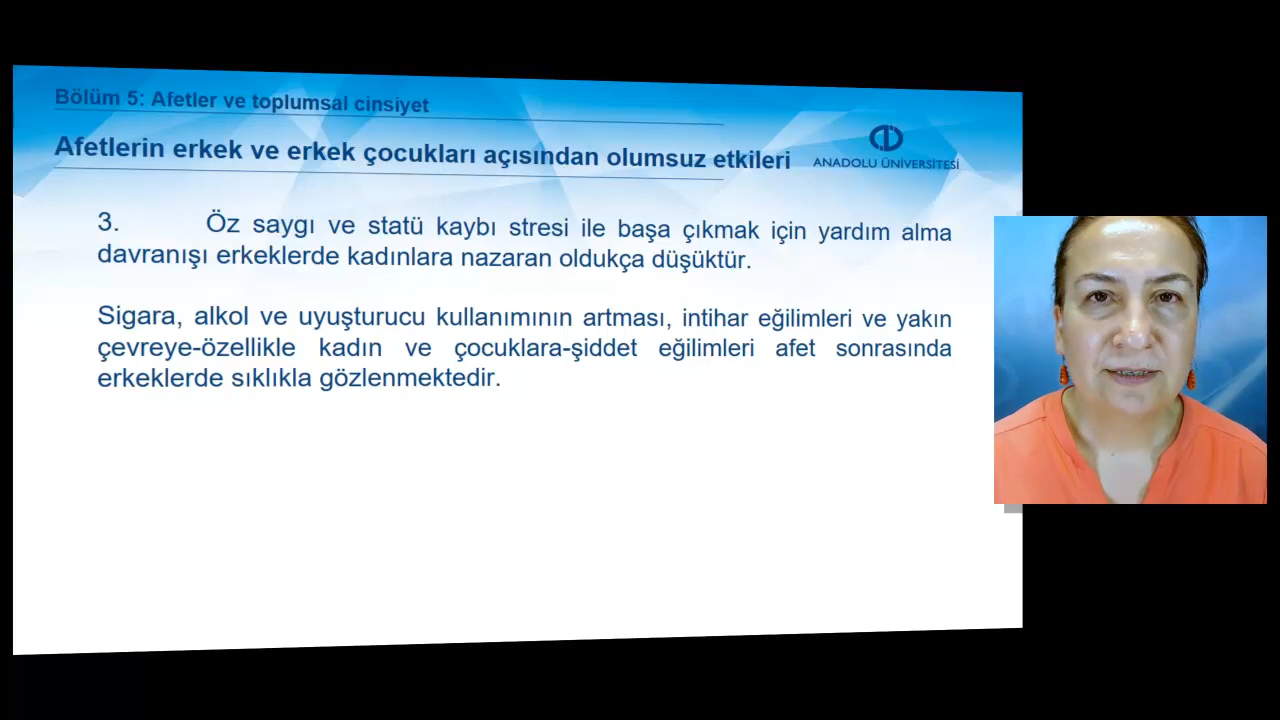 Bölüm 5: Afetler ve toplumsal cinsiyet
Afetlerin erkek ve erkek çocukları açısından olumsuz etkileri
ANADOLU ÜNİVERSİTESİ
3. Öz saygı ve statü kaybı stresi ile başa çıkmak için yardım alma
davranışı erkeklerde kadınlara nazaran oldukça düşüktür.
Sigara, alkol ve uyuşturucu kullanımının artması, intihar eğilimleri ve yakın
çevreye-özellikle kadın ve çocuklara-şiddet eğilimleri afet sonrasında
erkeklerde sıklıkla gözlenmektedir.